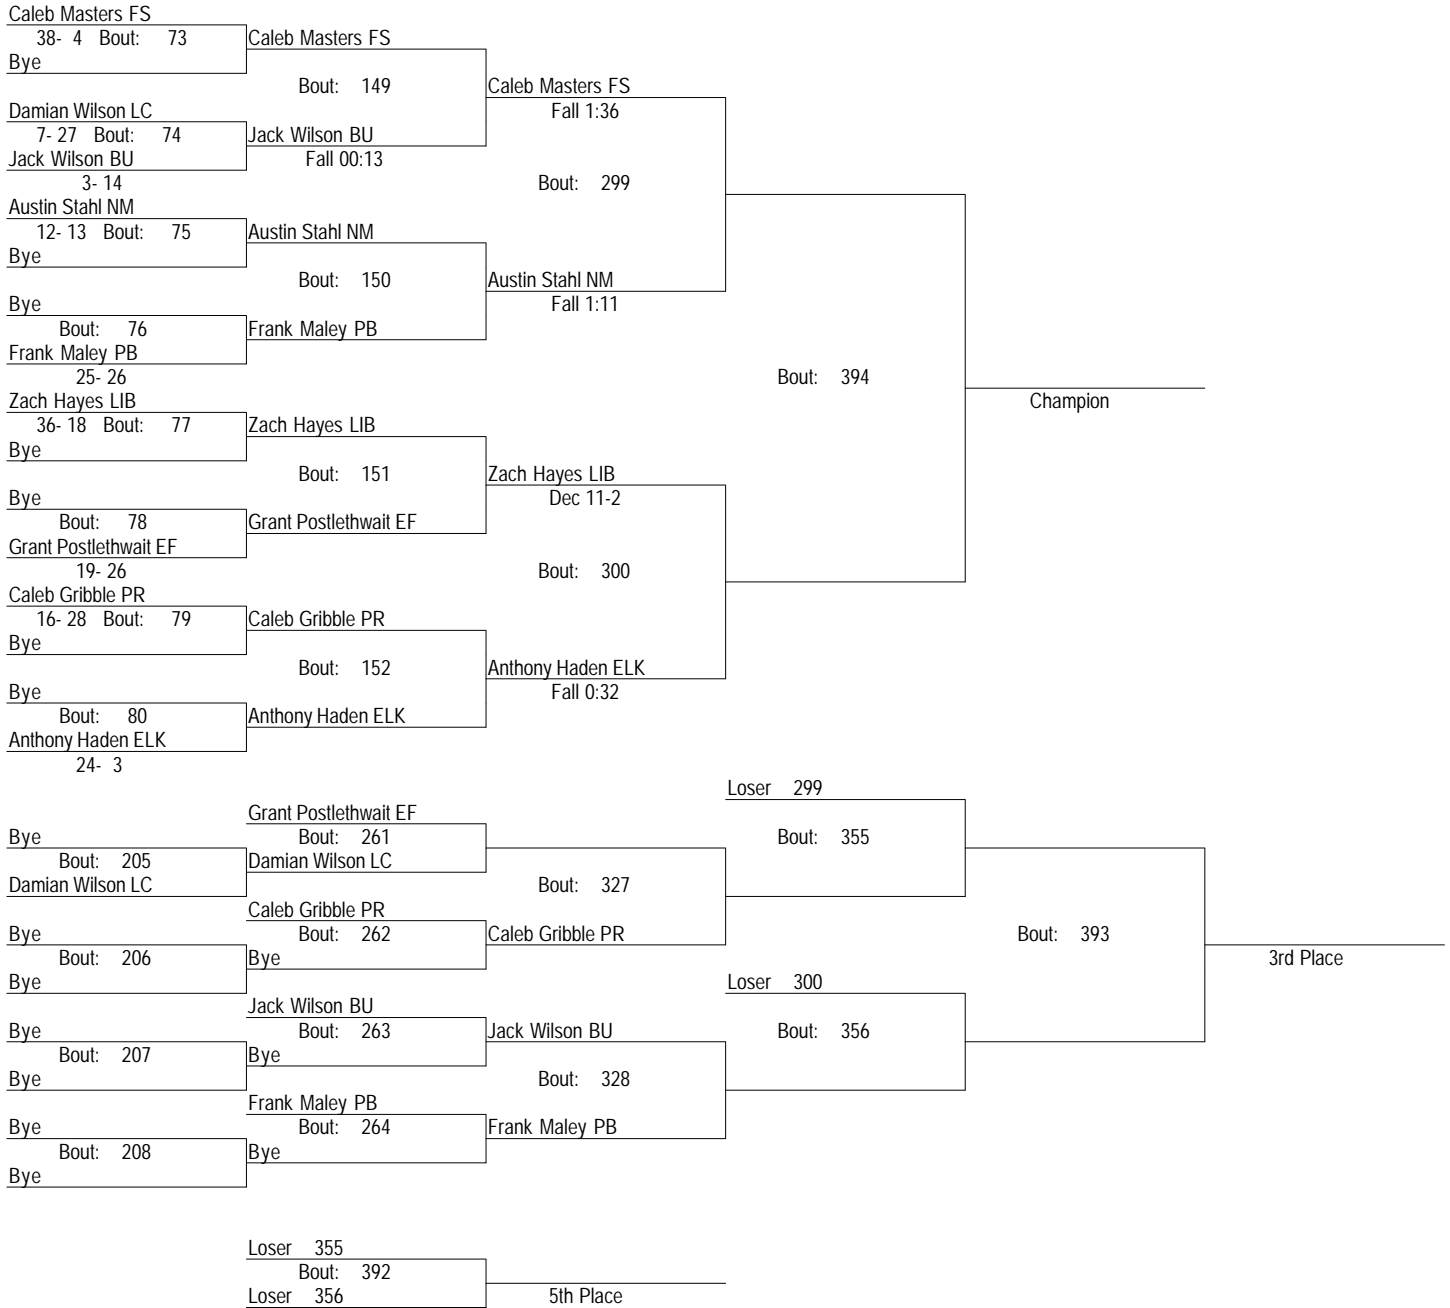 Caleb Masters FS
38- 4 Bout: 73 Caleb Masters FS
Bye
Bout: 149 Caleb Masters FS
Damian Wilson LC Fall 1:36
7- 27 Bout: 74 Jack Wilson BU
Jack Wilson BU Fall 00:13
3- 14 Bout: 299
Austin Stahl NM
12- 13 Bout: 75 Austin Stahl NM
Bye
Bout: 150 Austin Stahl NM
Bye Fall 1:11
Bout: 76 Frank Maley PB
Frank Maley PB
25- 26 Bout: 394
Zach Hayes LIB Champion
36- 18 Bout: 77 Zach Hayes LIB
Bye
Bout: 151 Zach Hayes LIB
Bye Dec 11-2
Bout: 78 Grant Postlethwait EF
Grant Postlethwait EF
19- 26 Bout: 300
Caleb Gribble PR
16- 28 Bout: 79 Caleb Gribble PR
Bye
Bout: 152 Anthony Haden ELK
Bye Fall 0:32
Bout: 80 Anthony Haden ELK
Anthony Haden ELK
24- 3
Loser 299
Grant Postlethwait EF
Bye Bout: 261 Bout: 355
Bout: 205 Damian Wilson LC
Damian Wilson LC Bout: 327
Caleb Gribble PR
Bye Bout: 262 Caleb Gribble PR Bout: 393
Bout: 206 Bye 3rd Place
Bye Loser 300
Jack Wilson BU
Bye Bout: 263 Jack Wilson BU Bout: 356
Bout: 207 Bye
Bye Bout: 328
Frank Maley PB
Bye Bout: 264 Frank Maley PB
Bout: 208 Bye
Bye
Loser 355
Bout: 392
Loser 356 5th Place